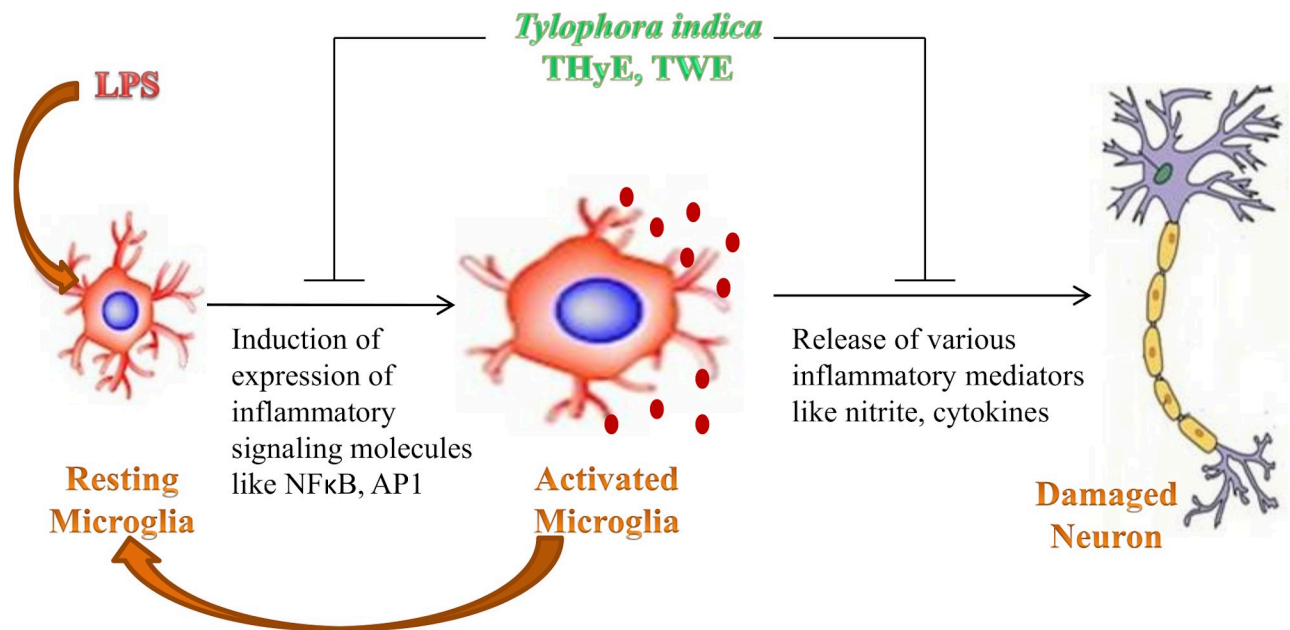 Tylophora indica
THyE, TWE
LPS
Induction of
expression of
inflammatory
signaling molecules
like NFκB, AP1
Release of various
inflammatory mediators
like nitrite, cytokines
Resting
Microglia
Activated
Microglia
Damaged
Neuron